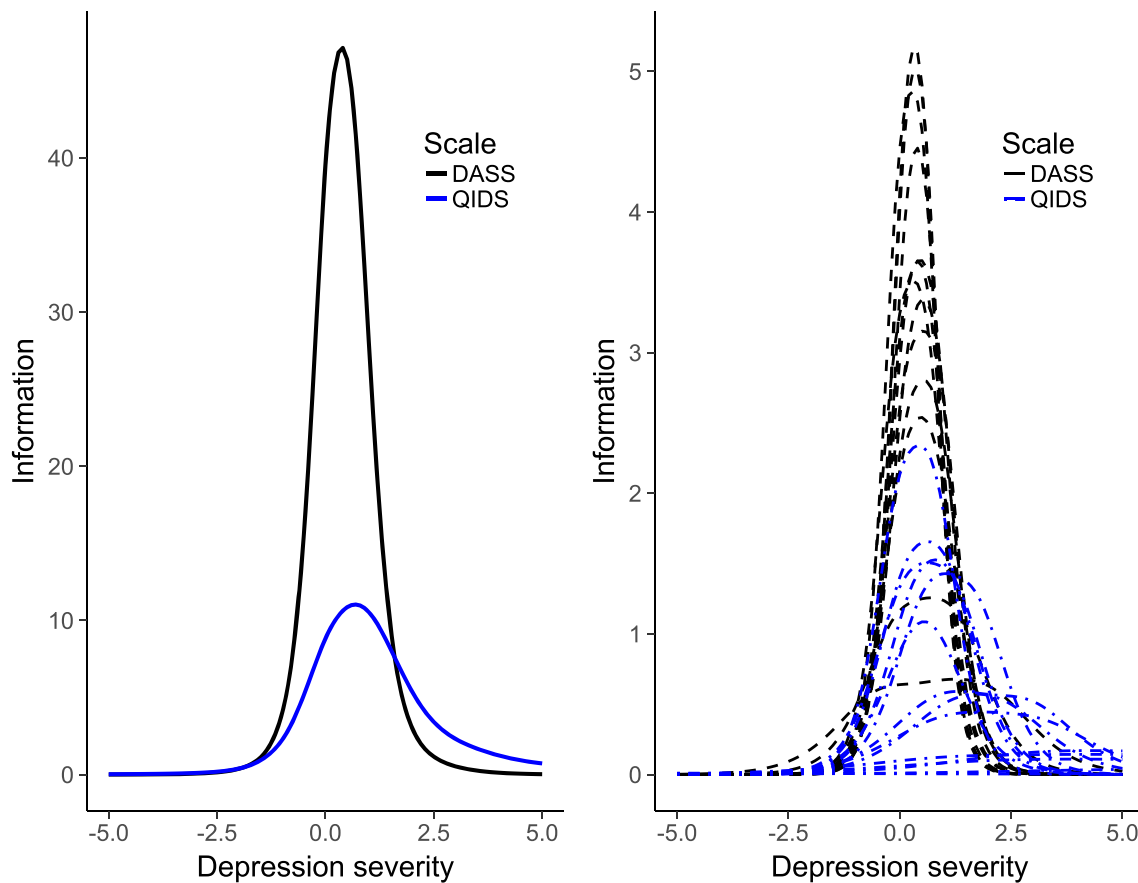 Information
40
30
20
10
0
-5.0 -2.5 0.0 2.5 5.0
Depression severity
Scale
DASS
QIDS
Information
5
4
3
2
1
0
-5.0 -2.5 0.0 2.5 5.0
Depression severity
Scale
DASS
QIDS